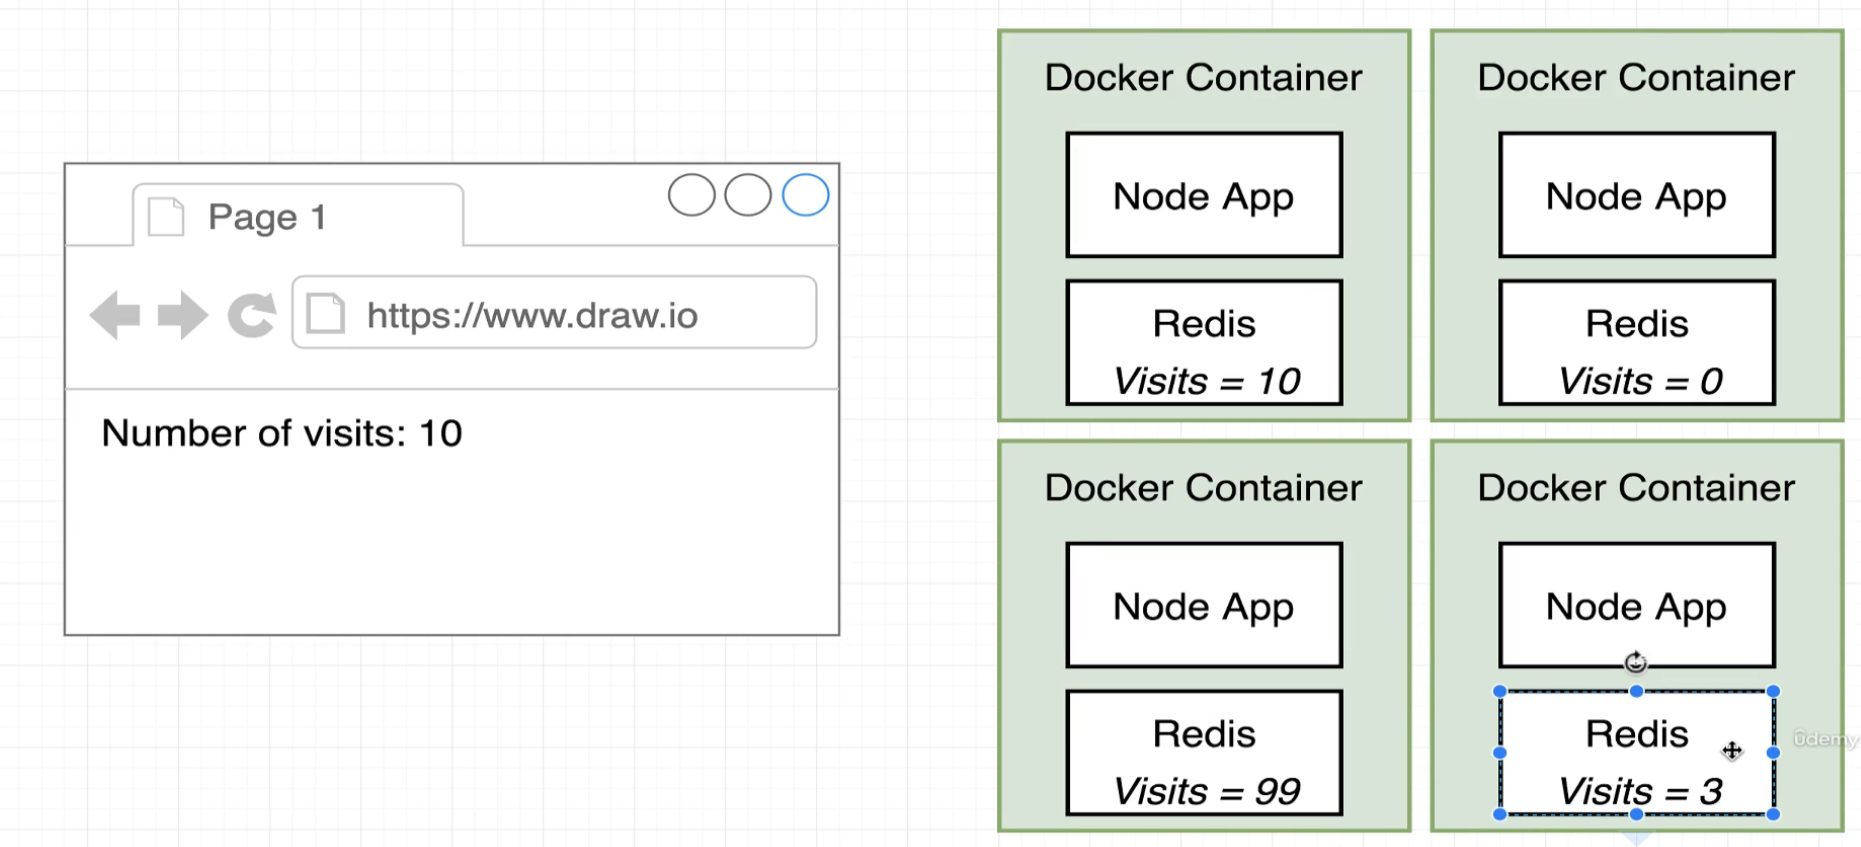 Page 1
https://www.draw.io
Number of visits: 10
Docker Container
Node App
Redis
Visits = 10
Docker Container
Node App
Redis
Visits = 0
Docker Container
Node App
Redis
Visits = 99
Docker Container
Node App
Redis
Visits = 3
ûdemy